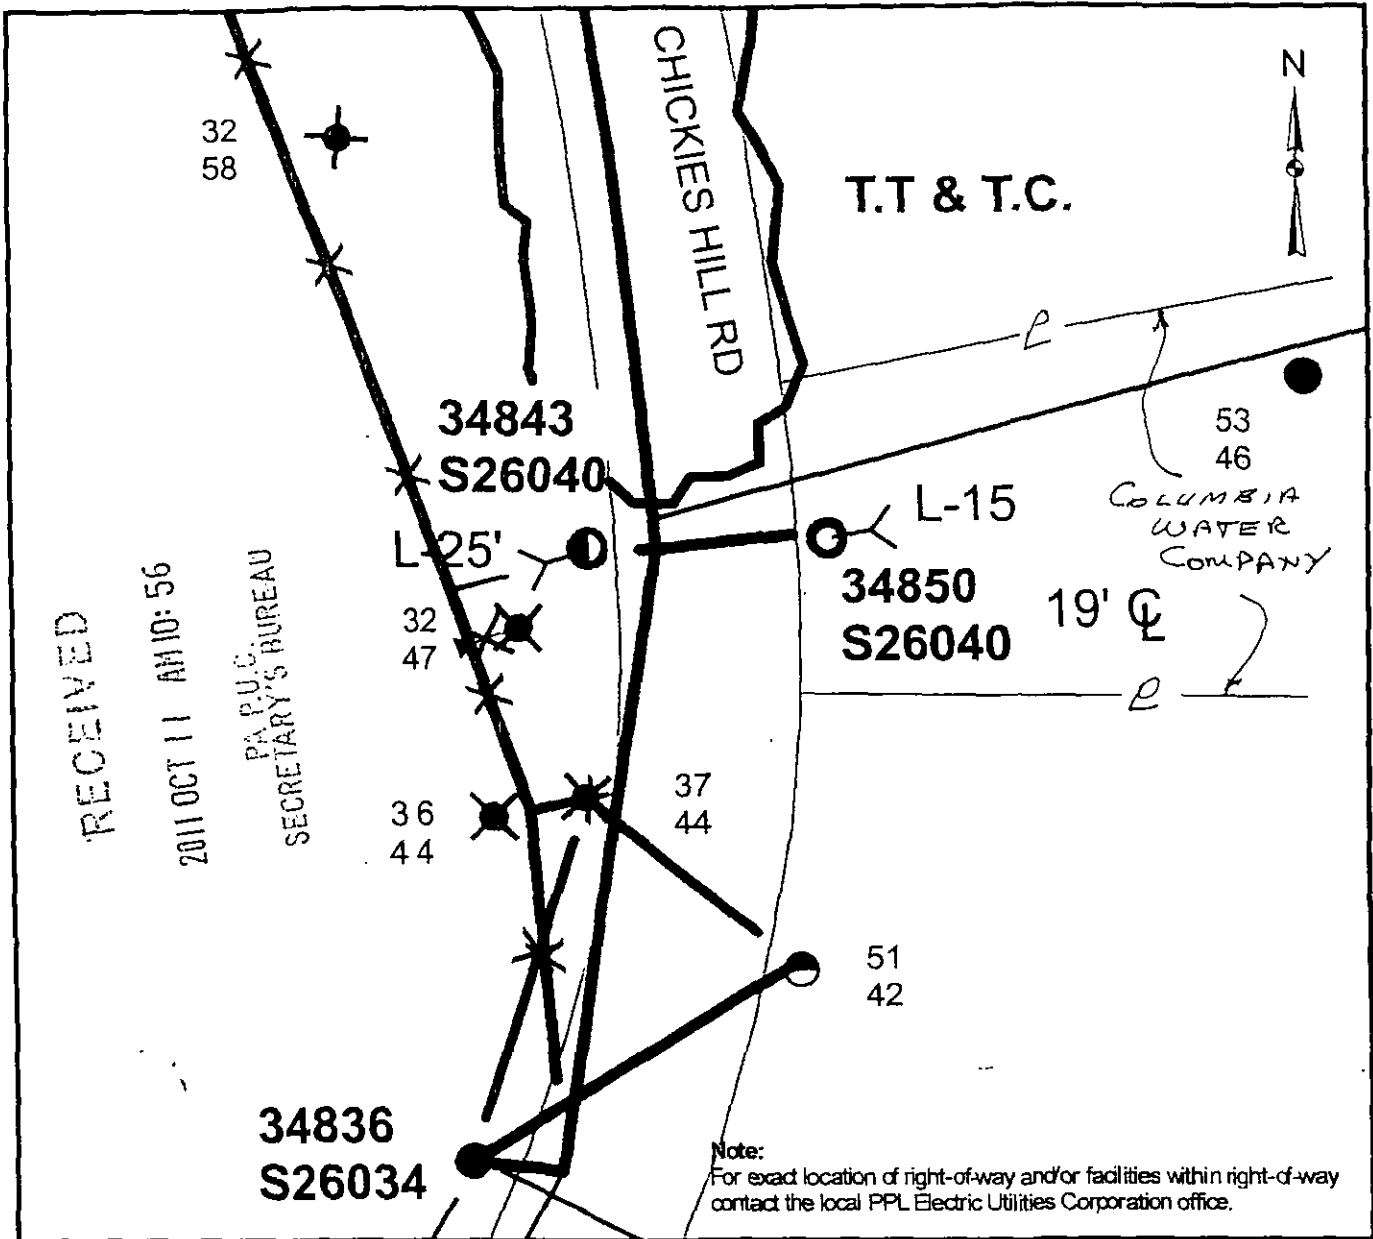 N
32
58
CHICKIES HILL RD
T.T & T.C.
34843
S26040
53
46
COLUMBIA
WATER
COMPANY
L-25'
L-15
34850
S26040
19' ℄
32
47
RECEIVED
2011 OCT 11 AM 10:56
PA P.U.C.
SECRETARY'S BUREAU
36
44
37
44
51
42
34836
S26034
Note:
For exact location of right-of-way and/or facilities within right-of-way
contact the local PPL Electric Utilities Corporation office.